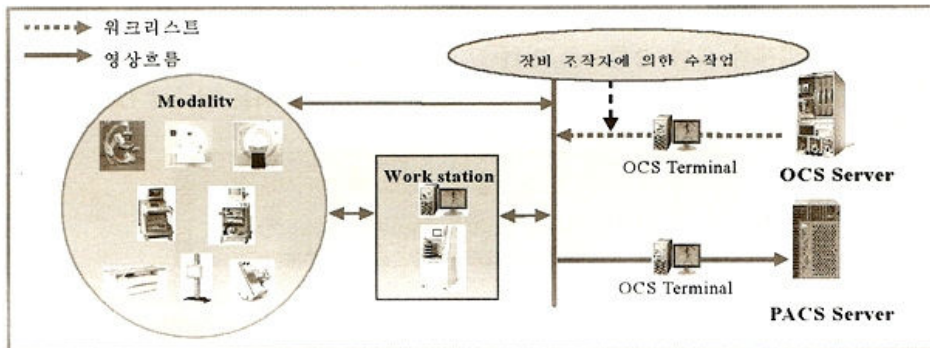 워크리스트
영상흐름
장비 조작자에 의한 수작업
Modality
Work station
OCS Terminal
OCS Server
OCS Terminal
PACS Server